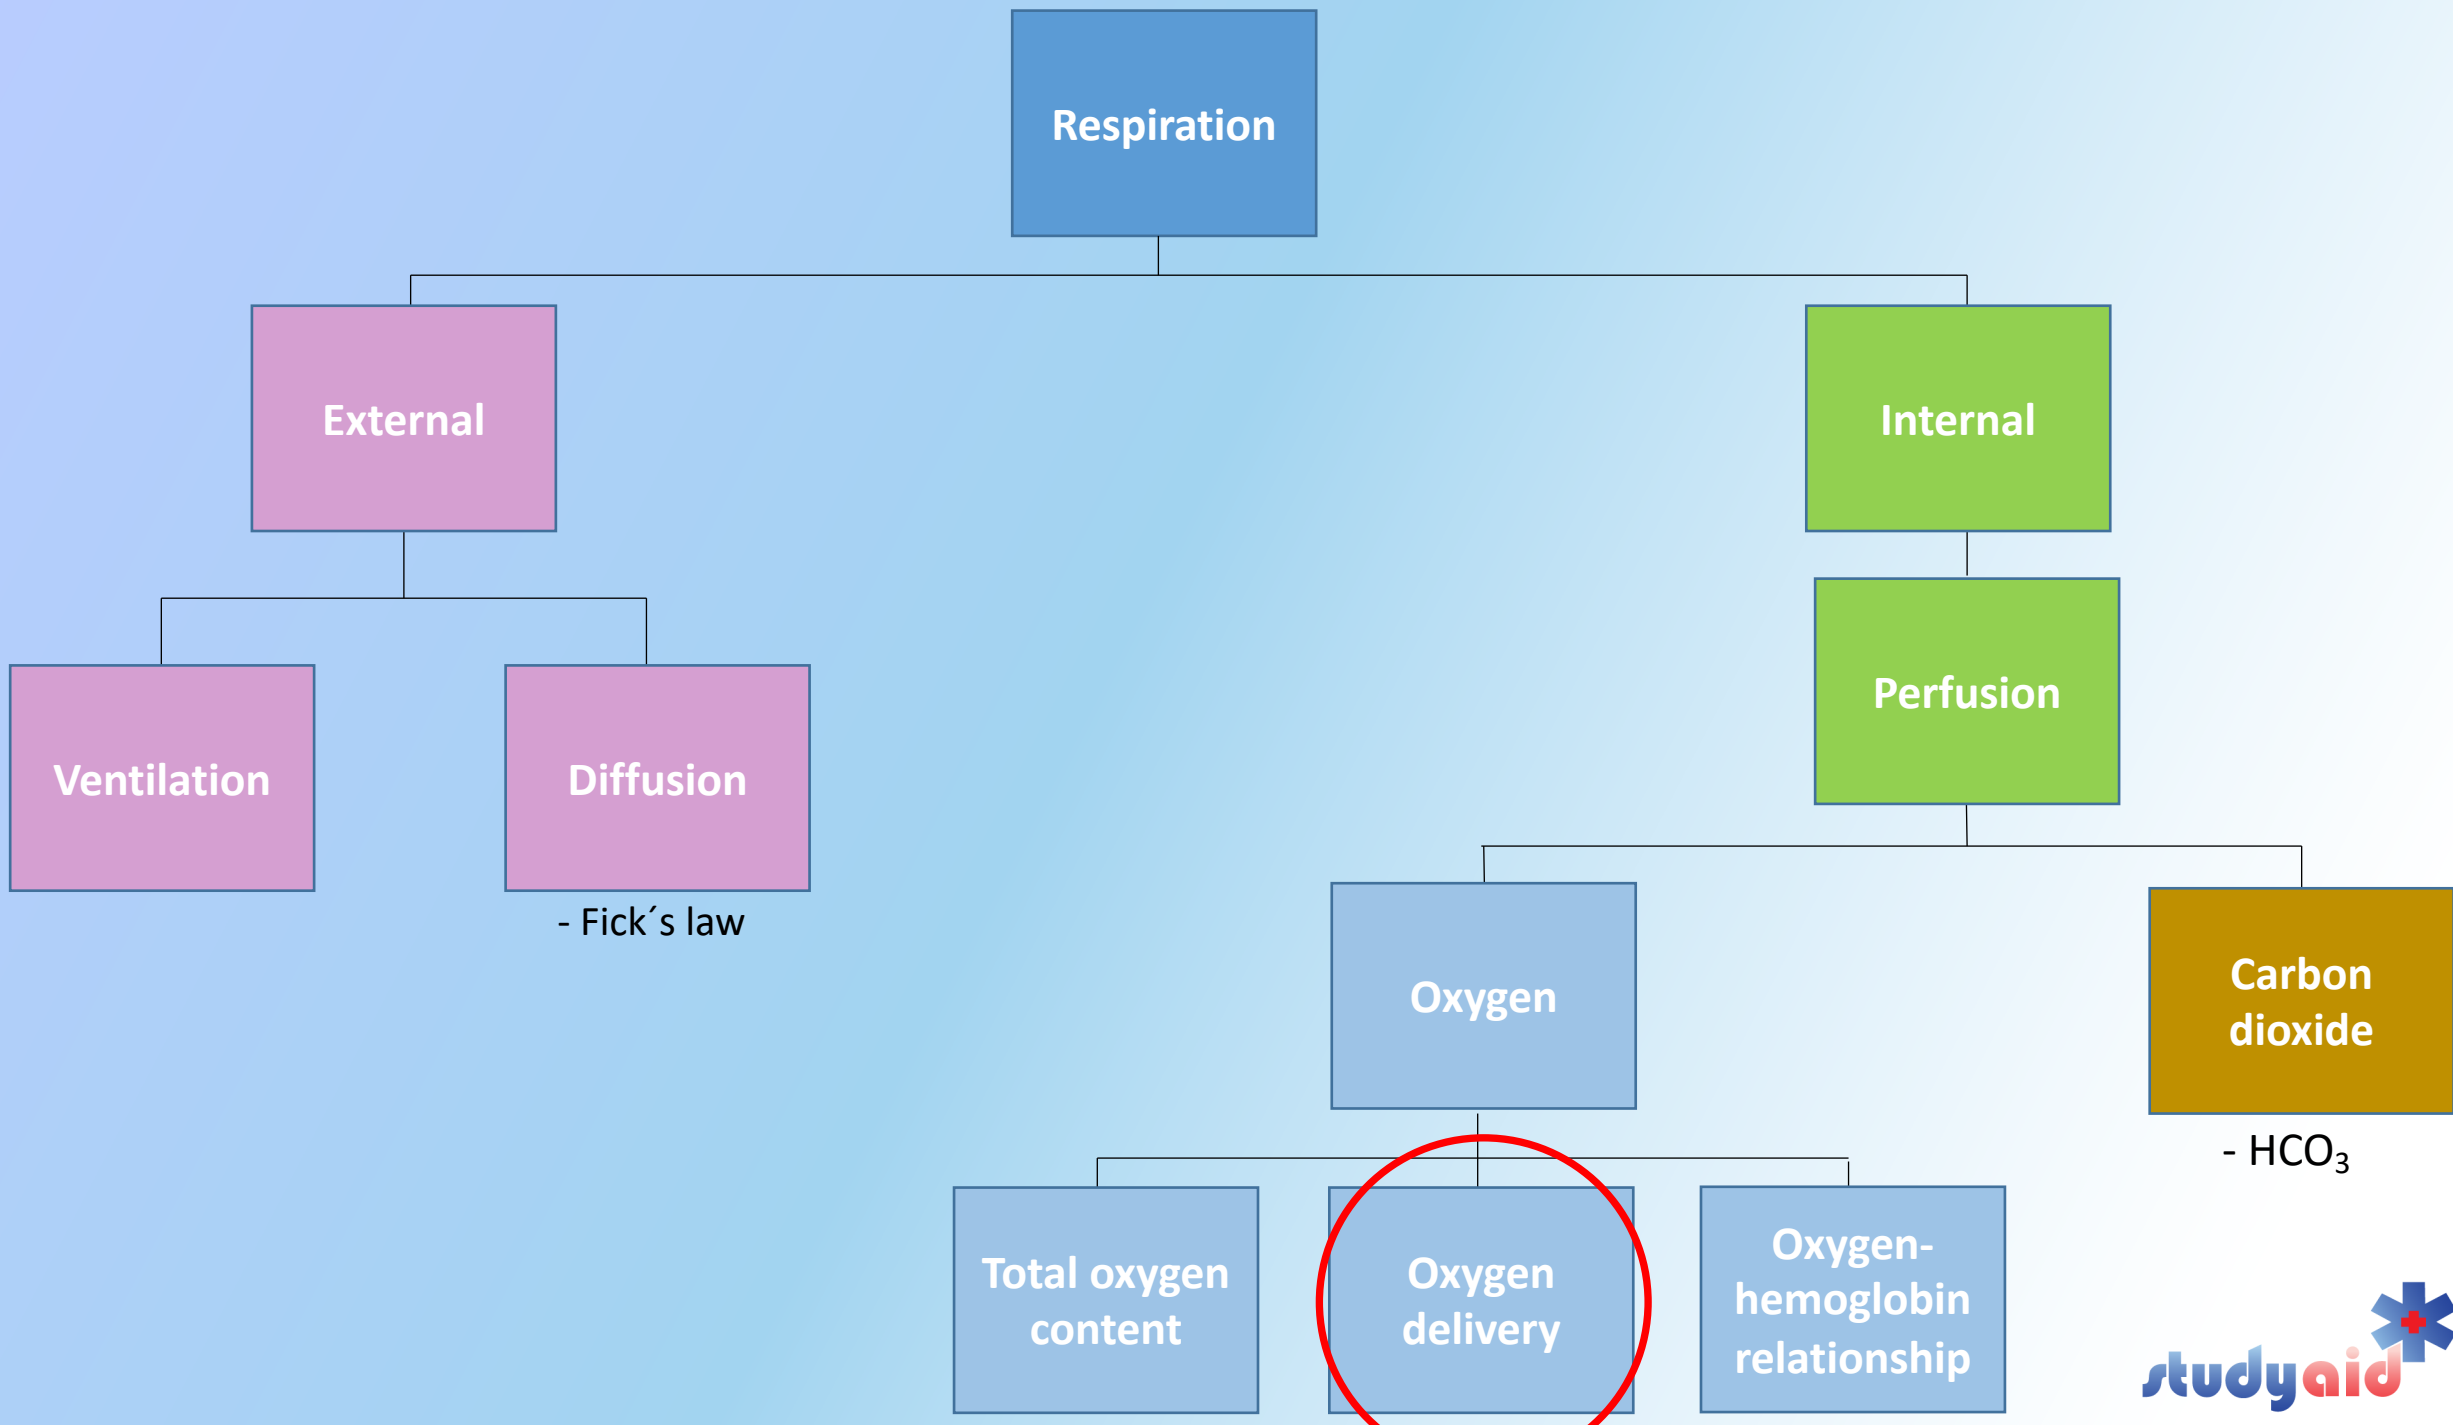 Respiration
External
Internal
Perfusion
Ventilation
Diffusion
- Fick´s law
Oxygen
Carbon
dioxide
- HCO₃
Total oxygen
content
Oxygen
delivery
Oxygen-
hemoglobin
relationship
studyaid